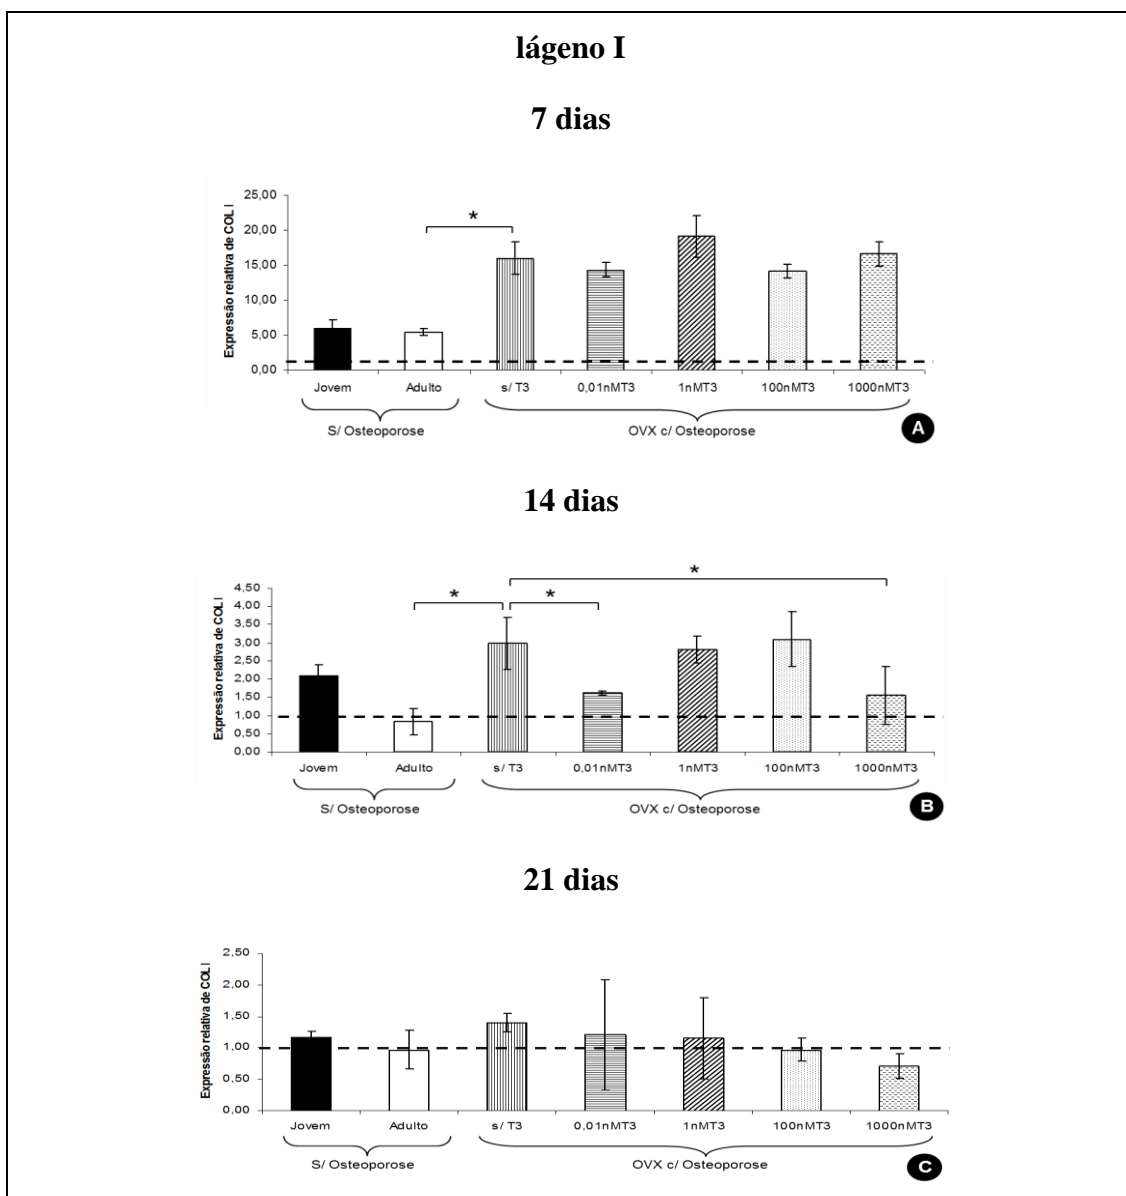 lágeno I
7 dias
Expressão relativa de COL I
25,00
20,00
15,00
10,00
5,00
0,00
*
Jovem Adulto s/ T3 0,01nMT3 1nMT3 100nMT3 1000nMT3
S/ Osteoporose OVX c/ Osteoporose
A
14 dias
Expressão relativa de COL I
4,50
4,00
3,50
3,00
2,50
2,00
1,50
1,00
0,50
0,00
*
* *
Jovem Adulto s/ T3 0,01nMT3 1nMT3 100nMT3 1000nMT3
S/ Osteoporose OVX c/ Osteoporose
B
21 dias
Expressão relativa de COL I
2,50
2,00
1,50
1,00
0,50
0,00
Jovem Adulto s/ T3 0,01nMT3 1nMT3 100nMT3 1000nMT3
S/ Osteoporose OVX c/ Osteoporose
C